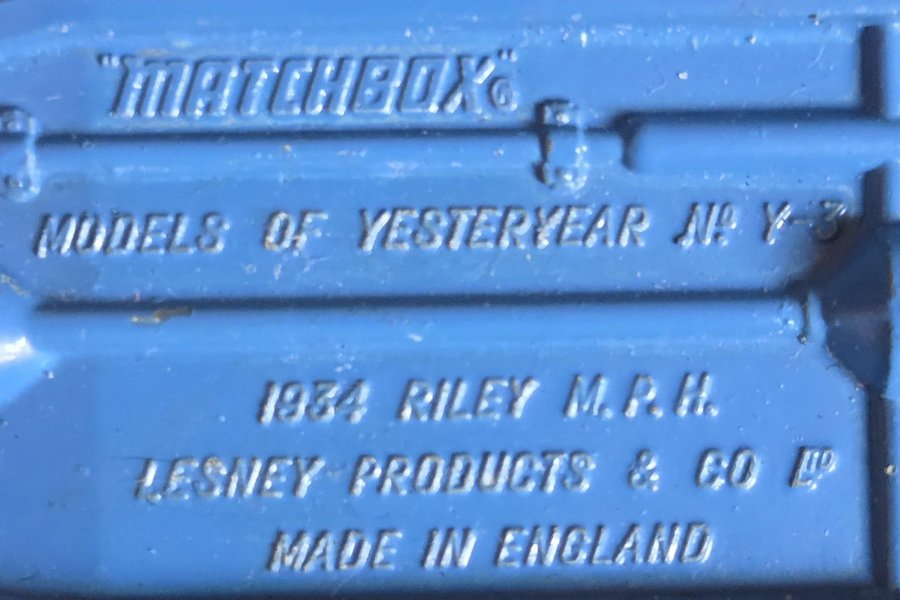 "MATCHBOX"®
MODELS OF YESTERYEAR Nº Y-3
1934 RILEY M.P.H.
LESNEY PRODUCTS & CO LTD
MADE IN ENGLAND